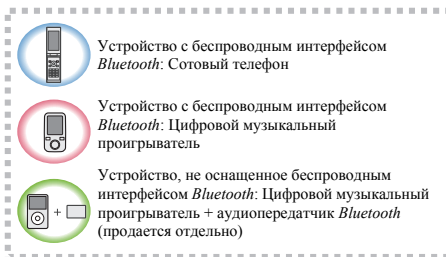 Устройство с беспроводным интерфейсом
Bluetooth: Сотовый телефон
Устройство с беспроводным интерфейсом
Bluetooth: Цифровой музыкальный
проигрыватель
Устройство, не оснащенное беспроводным
интерфейсом Bluetooth: Цифровой музыкальный
проигрыватель + аудиопередатчик Bluetooth
(продается отдельно)
+